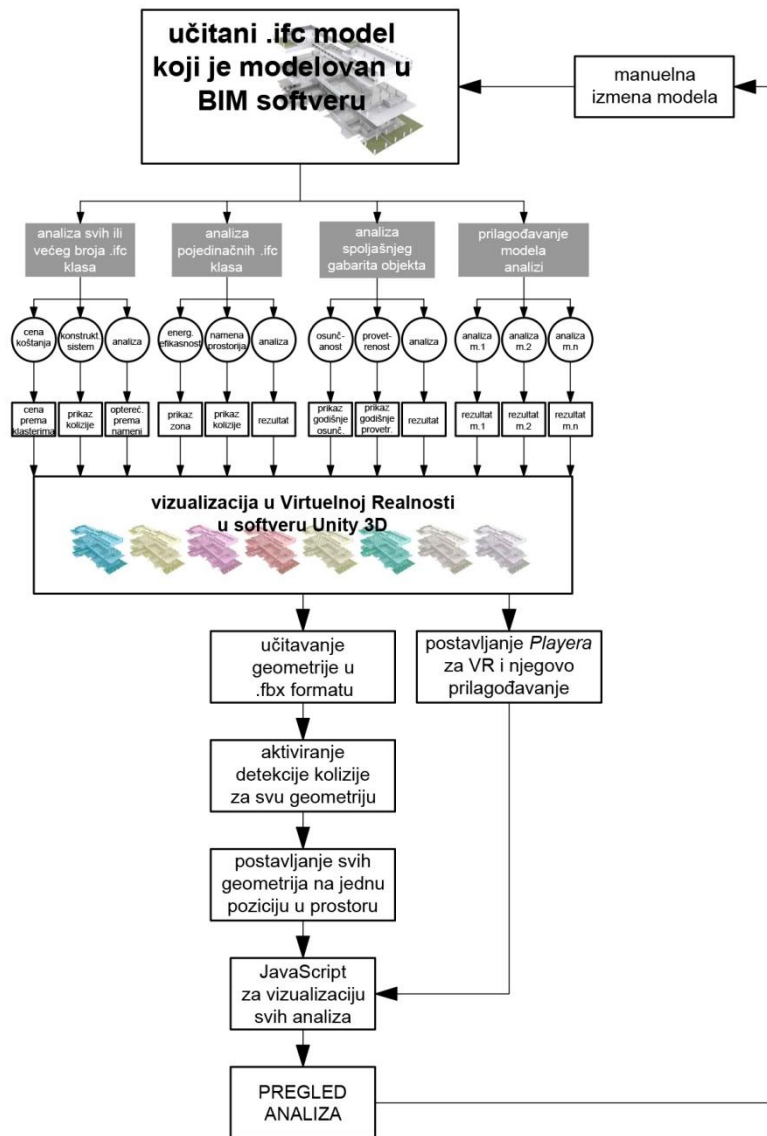 učitani .ifc model
koji je modelovan u
BIM softveru
manuelna
izmena modela
analiza svih ili
većeg broja .ifc
klasa
analiza
pojedinačnih .ifc
klasa
analiza
spoljašnjeg
gabarita objekta
prilagođavanje
modela
analizi
cena
koštanja
konstrukt.
sistem
analiza
energ.
efikasnost
namena
prostorija
analiza
osunč-
anost
provet-
renost
analiza
analiza
m.1
analiza
m.2
analiza
m.n
cena
prema
klasterima
prikaz
kolizije
optereć.
prema
nameni
prikaz
zona
prikaz
kolizije
rezultat
prikaz
godišnje
osunč.
prikaz
godišnje
provetr.
rezultat
rezultat
m.1
rezultat
m.2
rezultat
m.n
vizualizacija u Virtuelnoj Realnosti
u softveru Unity 3D
učitavanje
geometrije u
.fbx formatu
postavljanje Playera
za VR i njegovo
prilagođavanje
aktiviranje
detekcije kolizije
za svu geometriju
postavljanje svih
geometrija na jednu
poziciju u prostoru
JavaScript
za vizualizaciju
svih analiza
PREGLED
ANALIZA